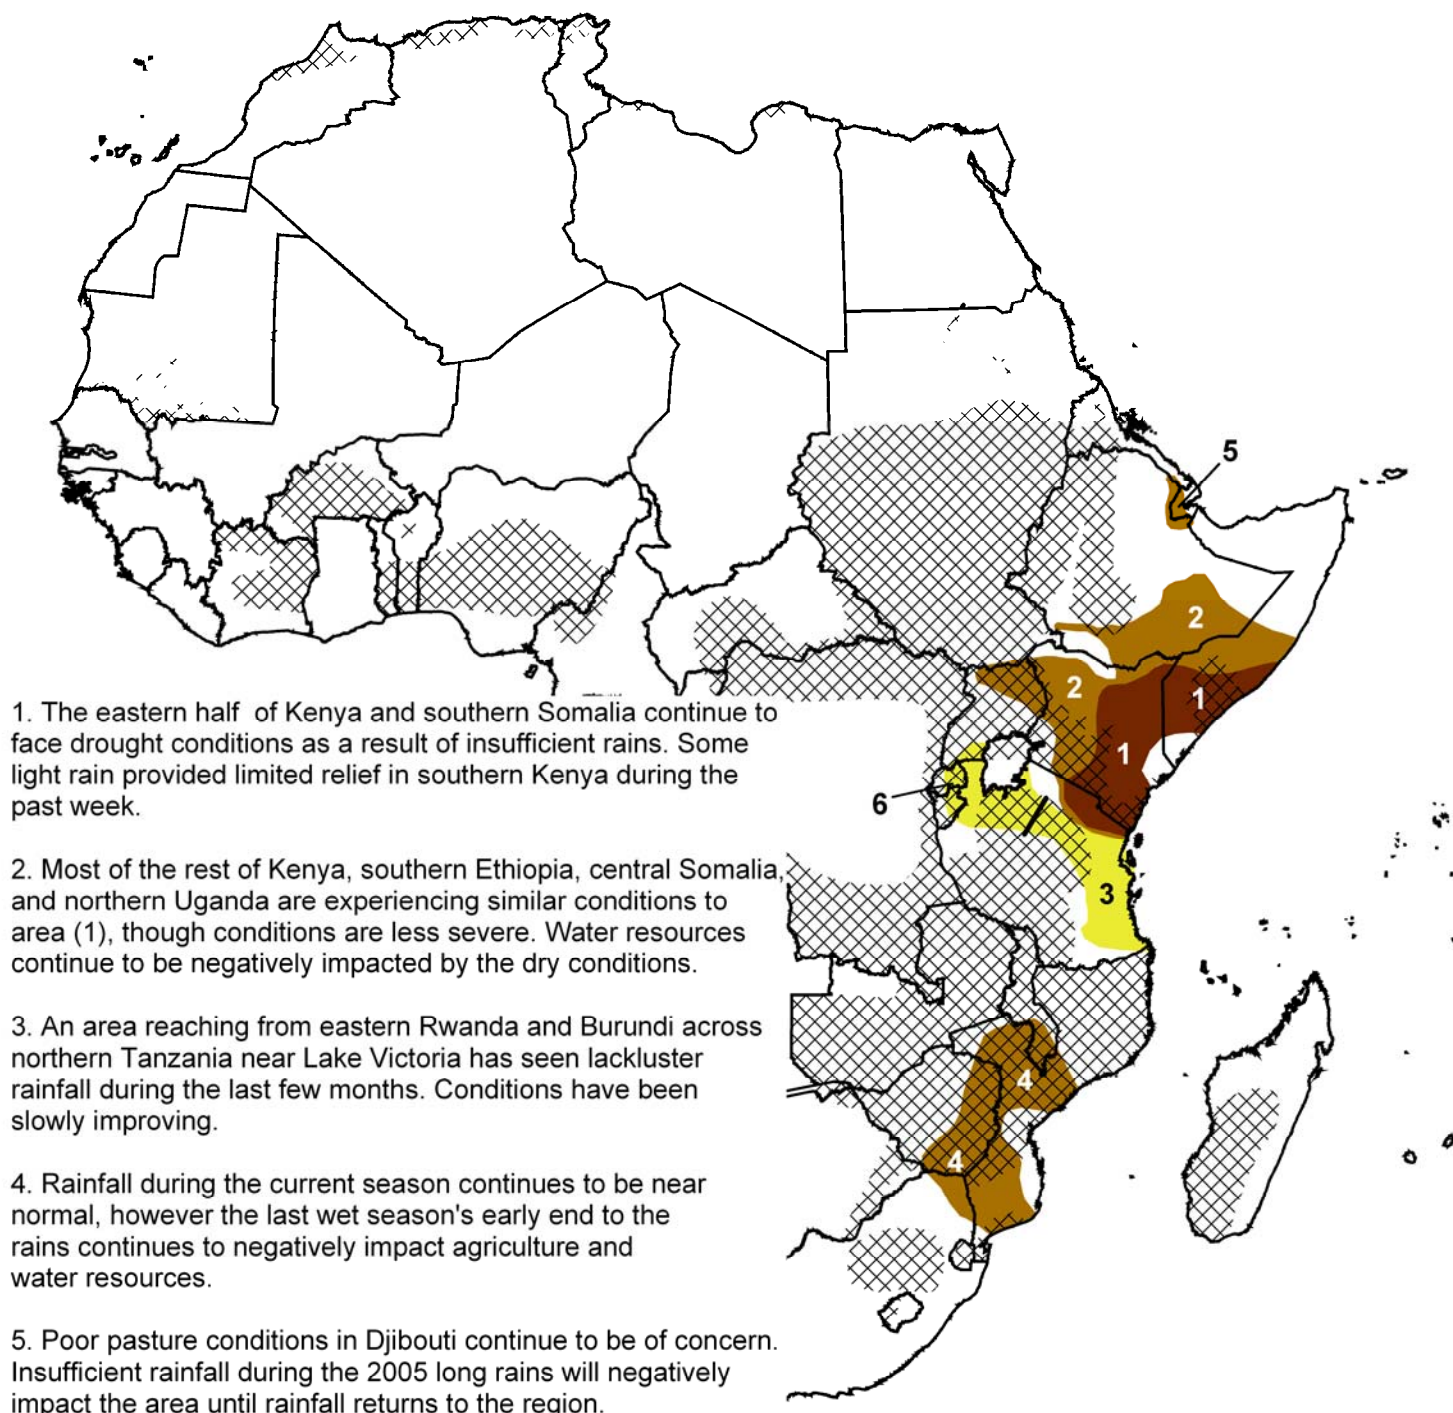 1. The eastern half of Kenya and southern Somalia continue to
face drought conditions as a result of insufficient rains. Some
light rain provided limited relief in southern Kenya during the
past week.
2. Most of the rest of Kenya, southern Ethiopia, central Somalia,
and northern Uganda are experiencing similar conditions to
area (1), though conditions are less severe. Water resources
continue to be negatively impacted by the dry conditions.
3. An area reaching from eastern Rwanda and Burundi across
northern Tanzania near Lake Victoria has seen lackluster
rainfall during the last few months. Conditions have been
slowly improving.
4. Rainfall during the current season continues to be near
normal, however the last wet season's early end to the
rains continues to negatively impact agriculture and
water resources.
5. Poor pasture conditions in Djibouti continue to be of concern.
Insufficient rainfall during the 2005 long rains will negatively
impact the area until rainfall returns to the region.
5
2
2
1
1
6
3
4
4